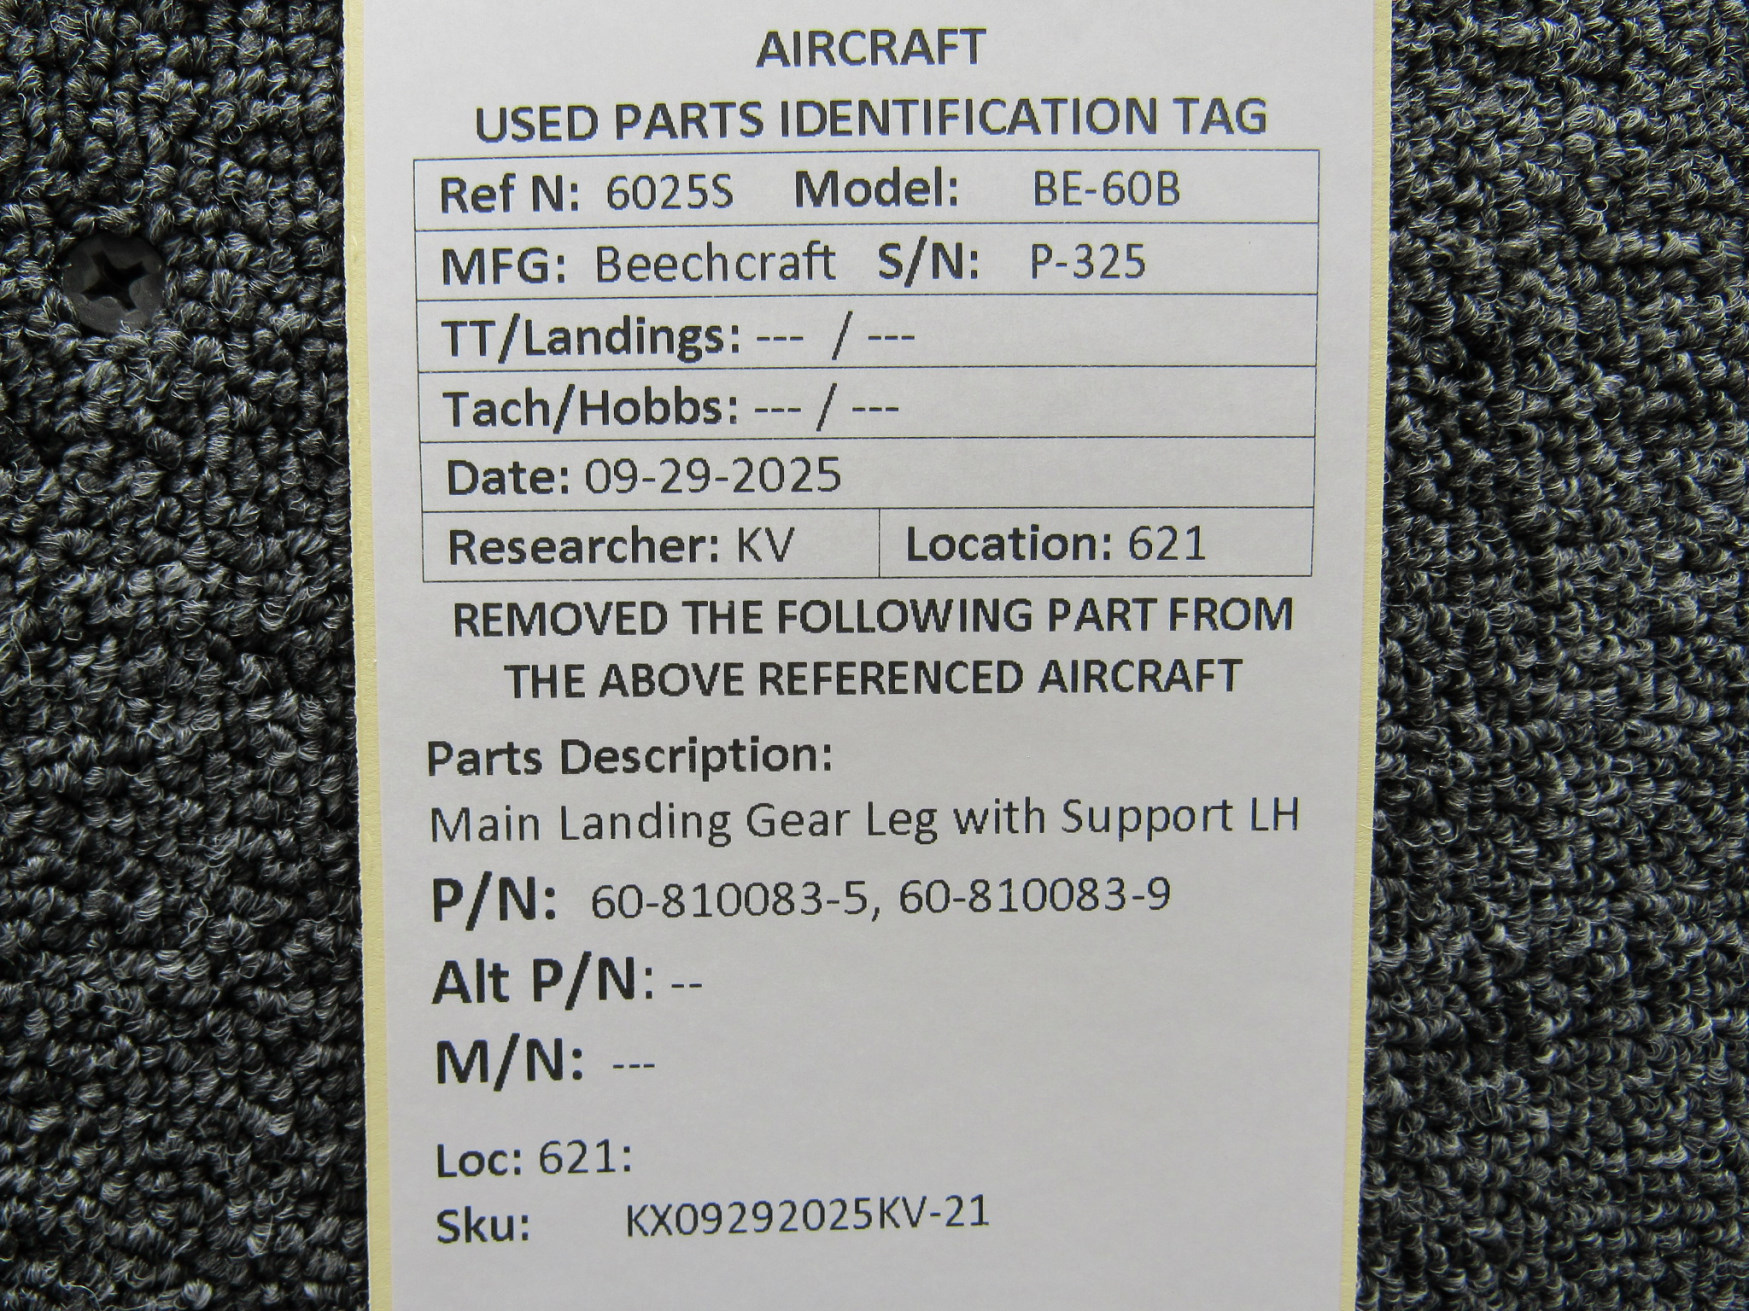 AIRCRAFT
USED PARTS IDENTIFICATION TAG
Ref N: 6025S Model: BE-60B
MFG: Beechcraft S/N: P-325
TT/Landings: --- / ---
Tach/Hobbs: --- / ---
Date: 09-29-2025
Researcher: KV Location: 621
REMOVED THE FOLLOWING PART FROM
THE ABOVE REFERENCED AIRCRAFT
Parts Description:
Main Landing Gear Leg with Support LH
P/N: 60-810083-5, 60-810083-9
Alt P/N: --
M/N: ---
Loc: 621:
Sku: KX09292025KV-21